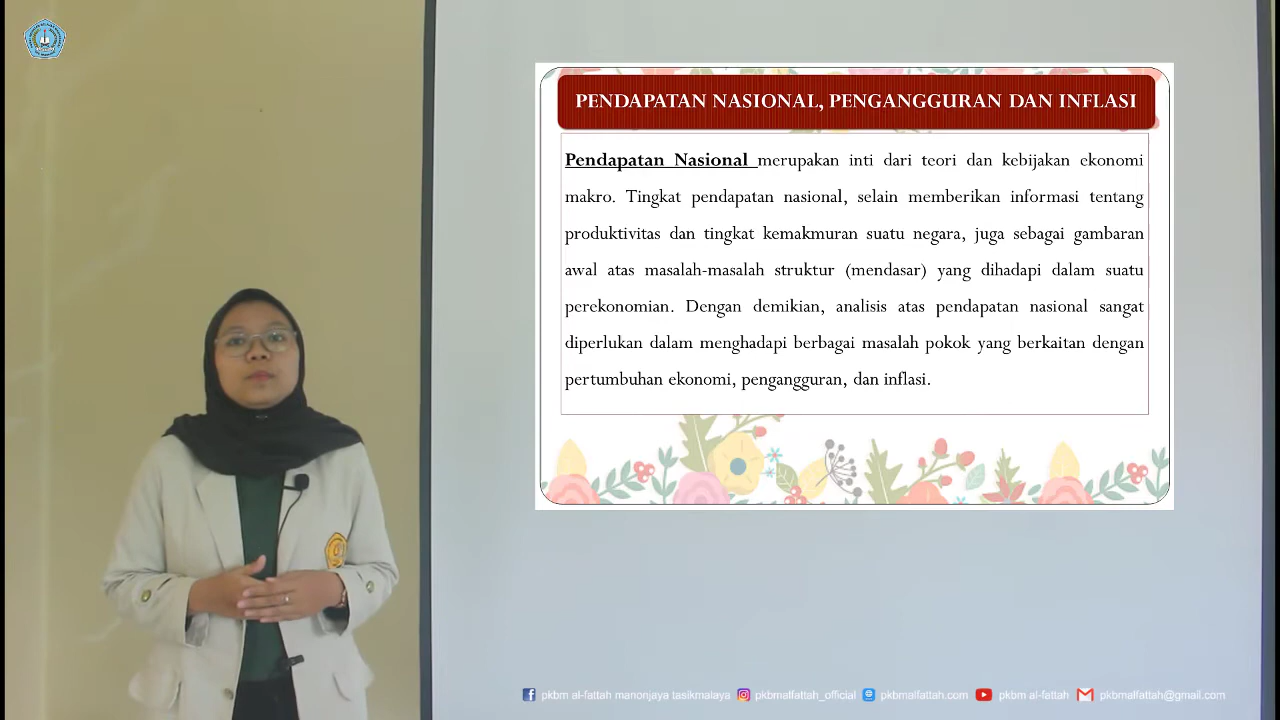 PENDAPATAN NASIONAL, PENGANGGURAN DAN INFLASI
Pendapatan Nasional merupakan inti dari teori dan kebijakan ekonomi
makro. Tingkat pendapatan nasional, selain memberikan informasi tentang
produktivitas dan tingkat kemakmuran suatu negara, juga sebagai gambaran
awal atas masalah-masalah struktur (mendasar) yang dihadapi dalam suatu
perekonomian. Dengan demikian, analisis atas pendapatan nasional sangat
diperlukan dalam menghadapi berbagai masalah pokok yang berkaitan dengan
pertumbuhan ekonomi, pengangguran, dan inflasi.
pkbm al-fattah manonjaya tasikmalaya pkbmalfattah_official pkbmalfattah.com pkbm al-fattah pkbmalfattah@gmail.com